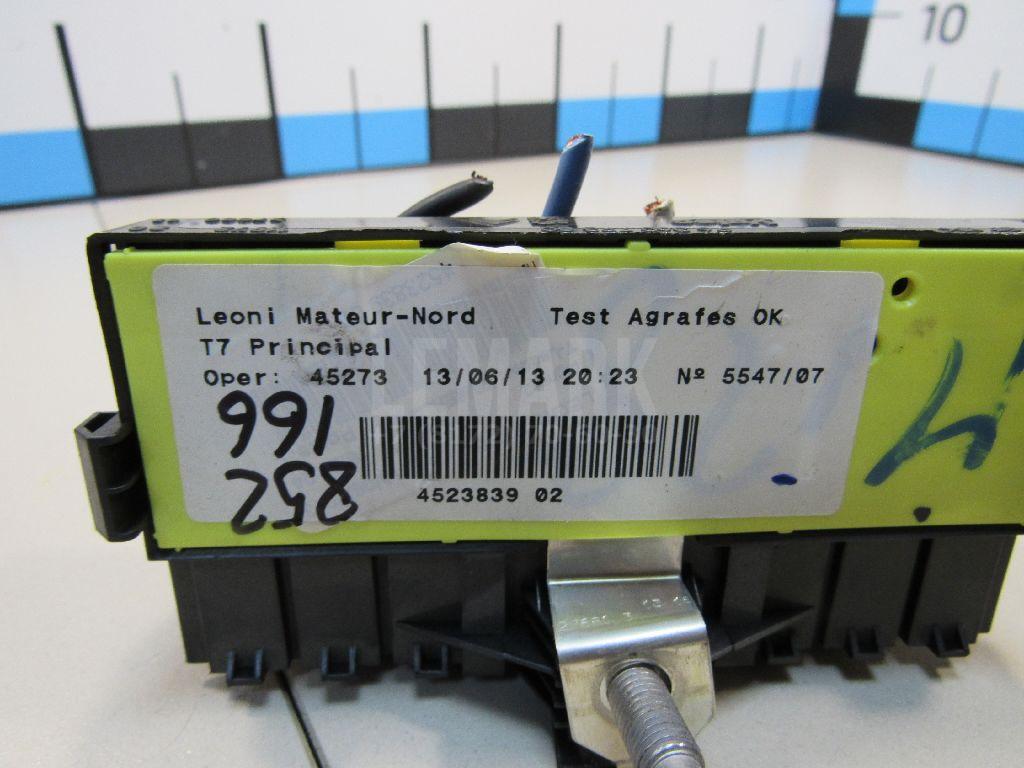 10
Leoni Mateur-Nord Test Agrafes OK
T7 Principal
Oper: 45273 13/06/13 20:23 Nº 5547/07
LEMARK
4523839 02
852
166